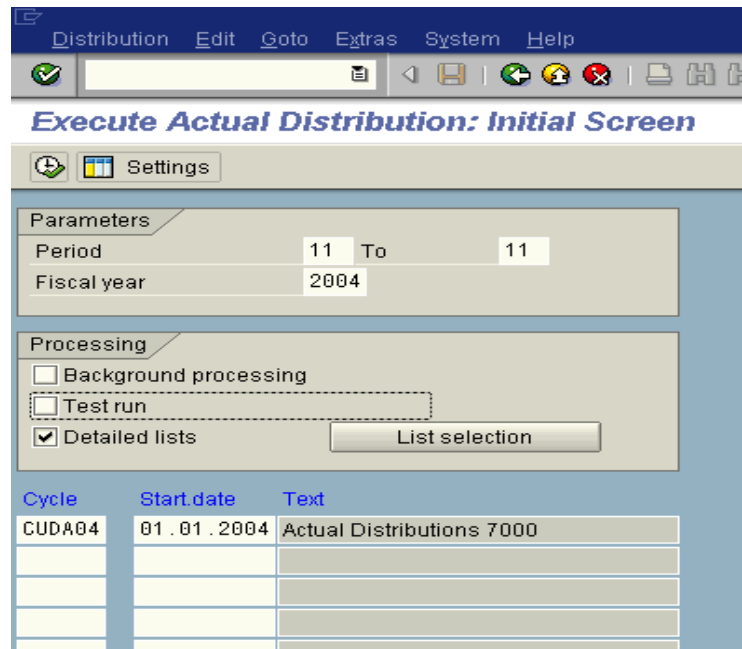 Distribution Edit Goto Extras System Help
Execute Actual Distribution: Initial Screen
Settings
Parameters
Period 11 To 11
Fiscal year 2004
Processing
Background processing
Test run
Detailed lists List selection
Cycle Start.date Text
CUDA04 01.01.2004 Actual Distributions 7000